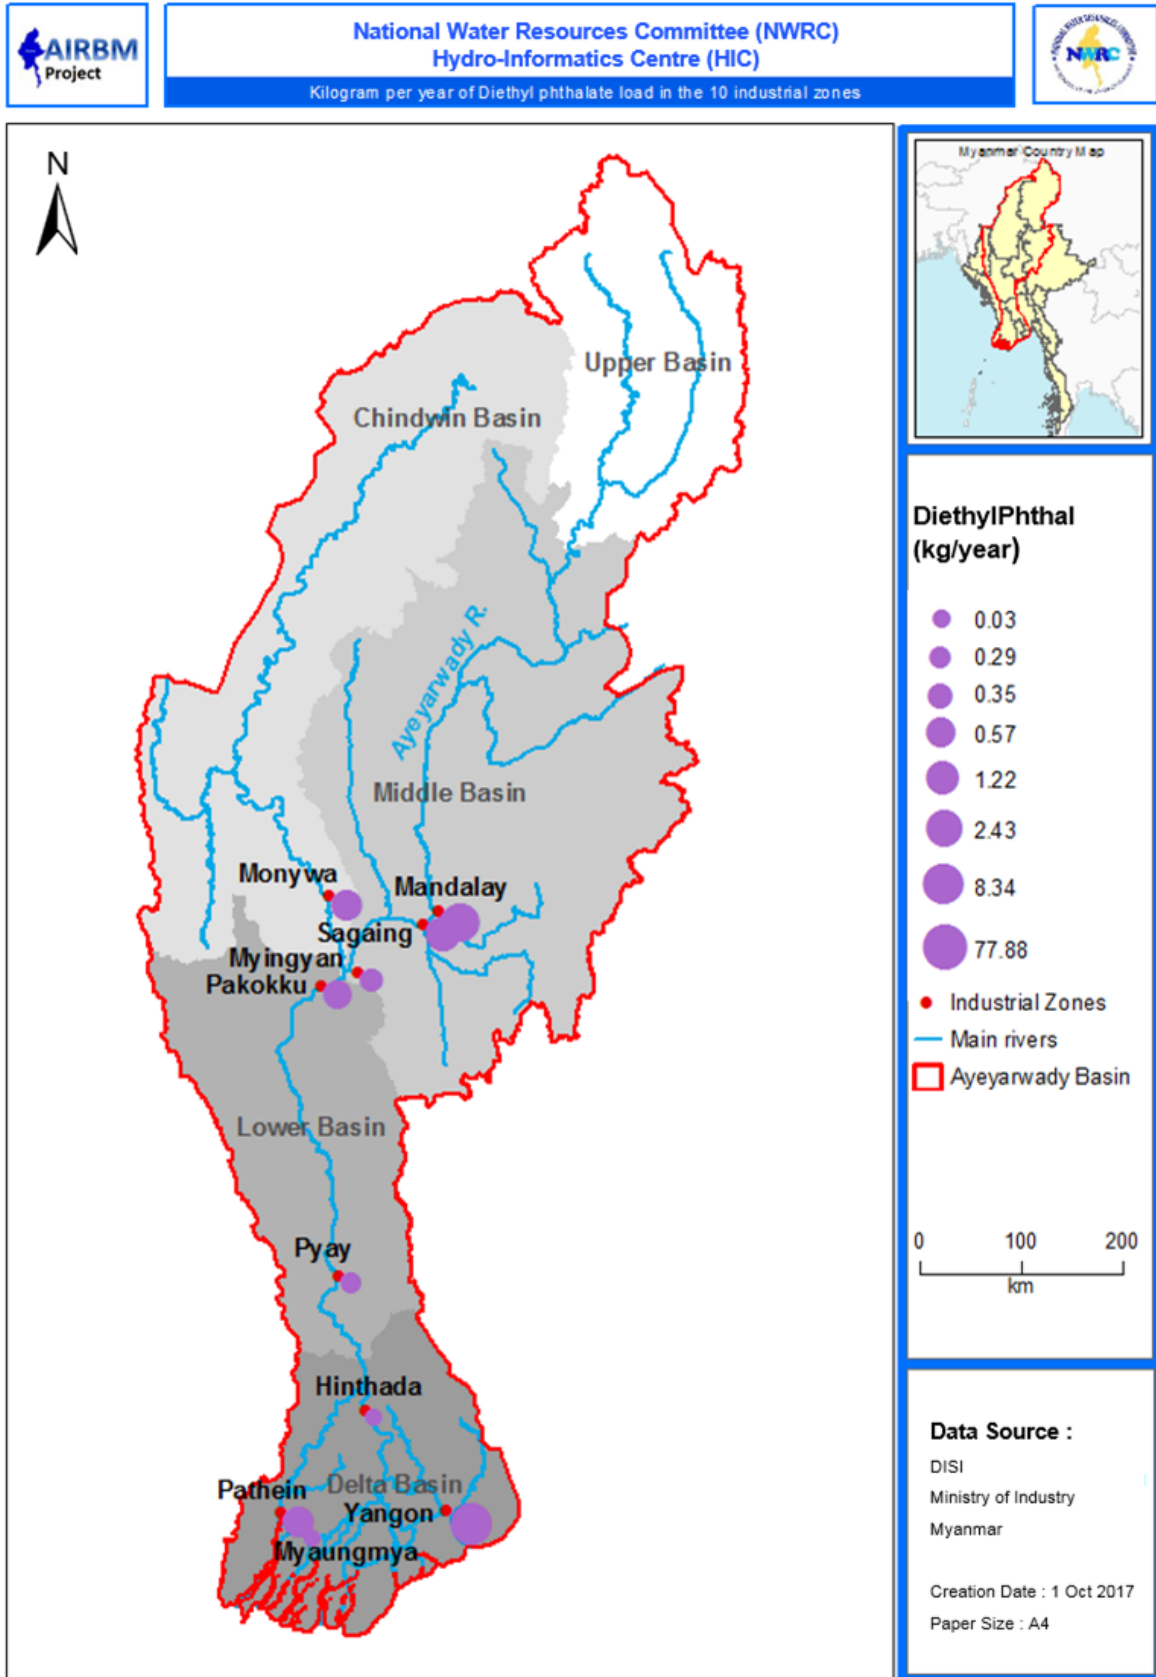 AIRBM
Project
National Water Resources Committee (NWRC)
Hydro-Informatics Centre (HIC)
Kilogram per year of Diethyl phthalate load in the 10 industrial zones
NWRC
N
Myanmar Country Map
Upper Basin
Chindwin Basin
Ayeyarwady R.
Middle Basin
Monywa
Mandalay
Sagaing
Myingyan
Pakokku
Lower Basin
Pyay
Hinthada
Pathein
Delta Basin
Yangon
Myaungmya
DiethylPhthal
(kg/year)
0.03
0.29
0.35
0.57
1.22
2.43
8.34
77.88
Industrial Zones
Main rivers
Ayeyarwady Basin
0 100 200
km
Data Source :
DISI
Ministry of Industry
Myanmar
Creation Date : 1 Oct 2017
Paper Size : A4